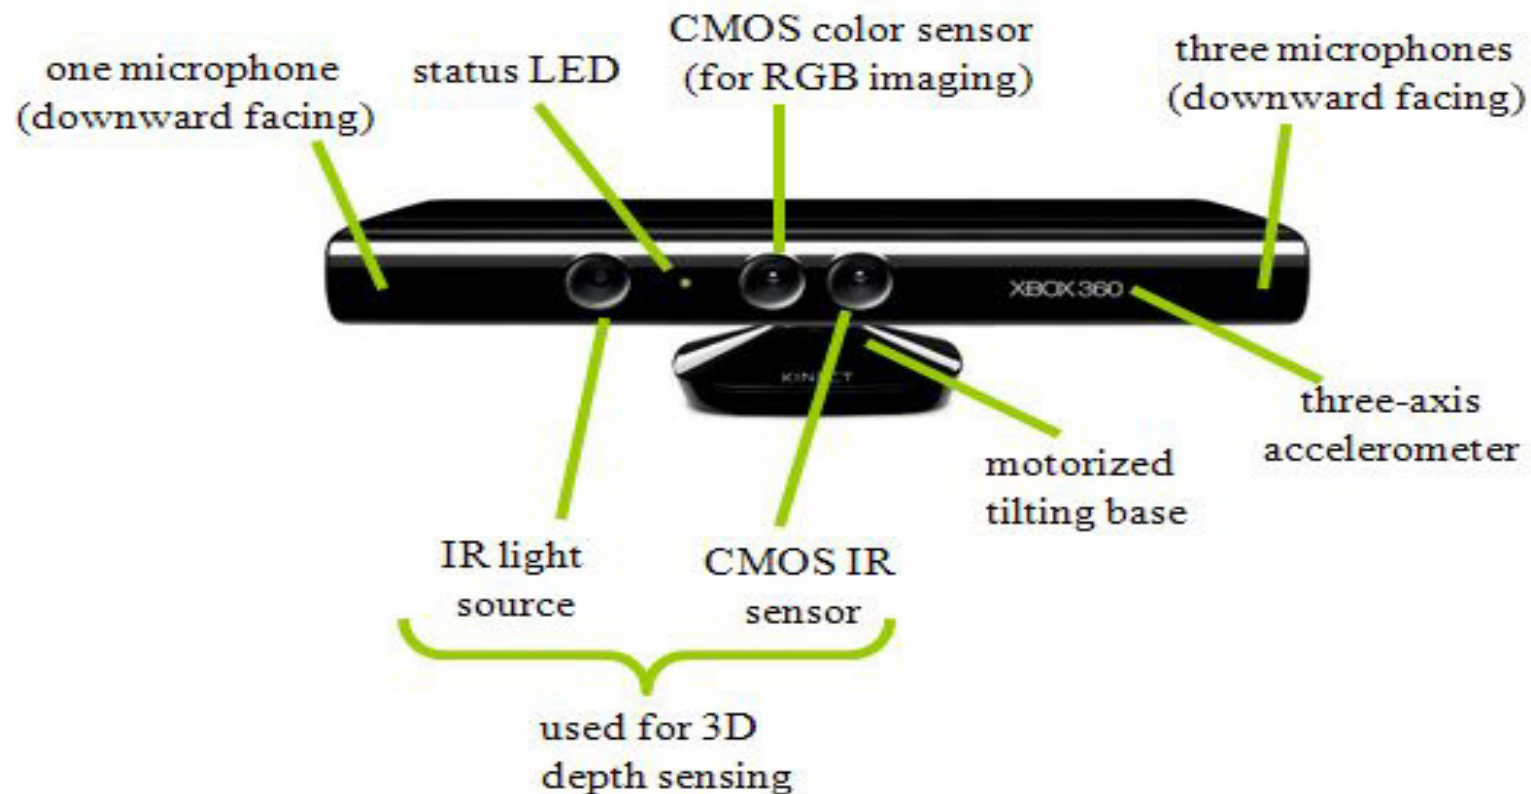 one microphone
(downward facing)
status LED
CMOS color sensor
(for RGB imaging)
three microphones
(downward facing)
XBOX 360
KINECT
three-axis
accelerometer
motorized
tilting base
IR light
source
CMOS IR
sensor
used for 3D
depth sensing